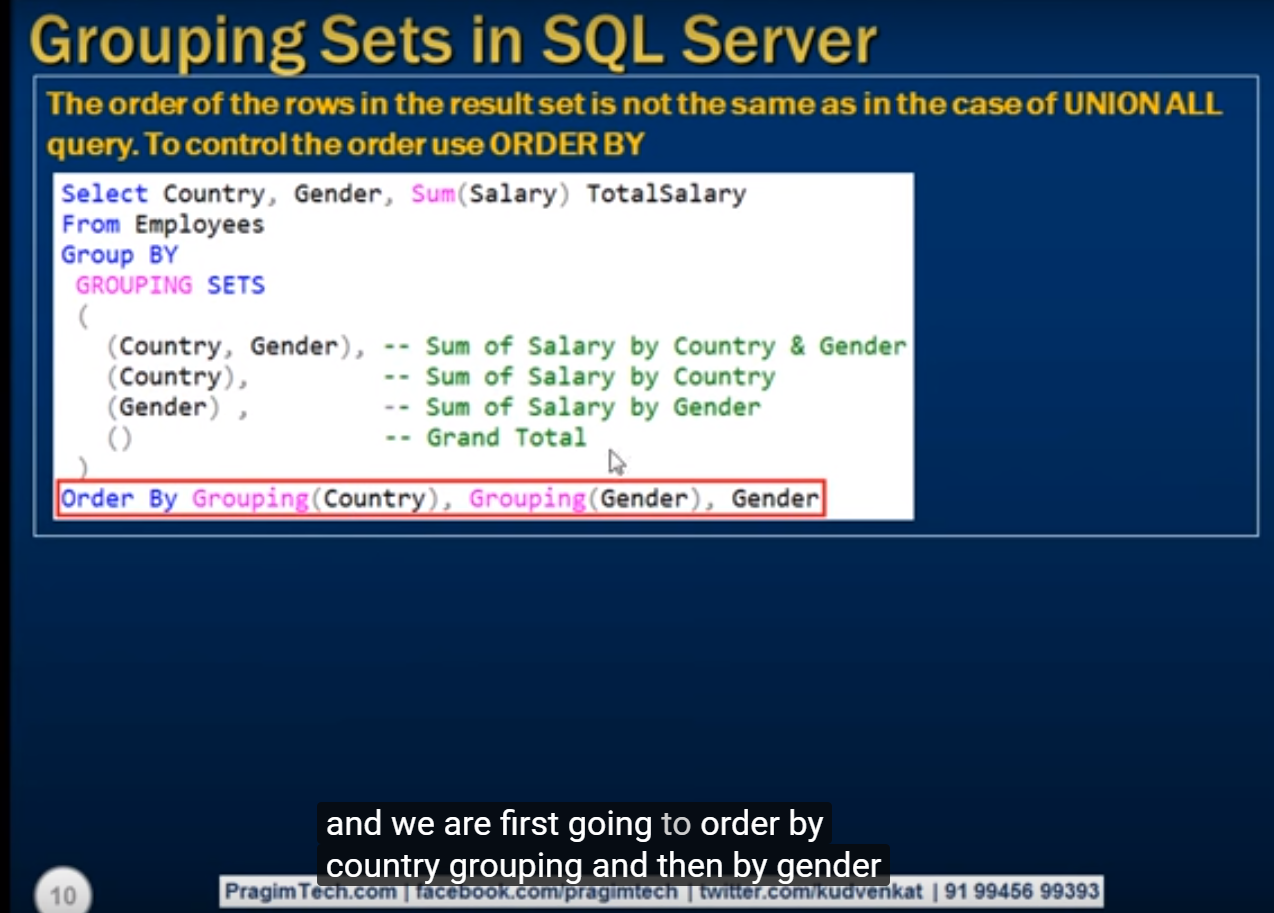 Grouping Sets in SQL Server
The order of the rows in the result set is not the same as in the case of UNION ALL
query. To control the order use ORDER BY
Select Country, Gender, Sum(Salary) TotalSalary
From Employees
Group BY
GROUPING SETS
(
(Country, Gender), -- Sum of Salary by Country & Gender
(Country), -- Sum of Salary by Country
(Gender) , -- Sum of Salary by Gender
() -- Grand Total
)
Order By Grouping(Country), Grouping(Gender), Gender
and we are first going to order by
country grouping and then by gender
10
PragimTech.com | facebook.com/pragimtech | twitter.com/kudvenkat | 91 99456 99393